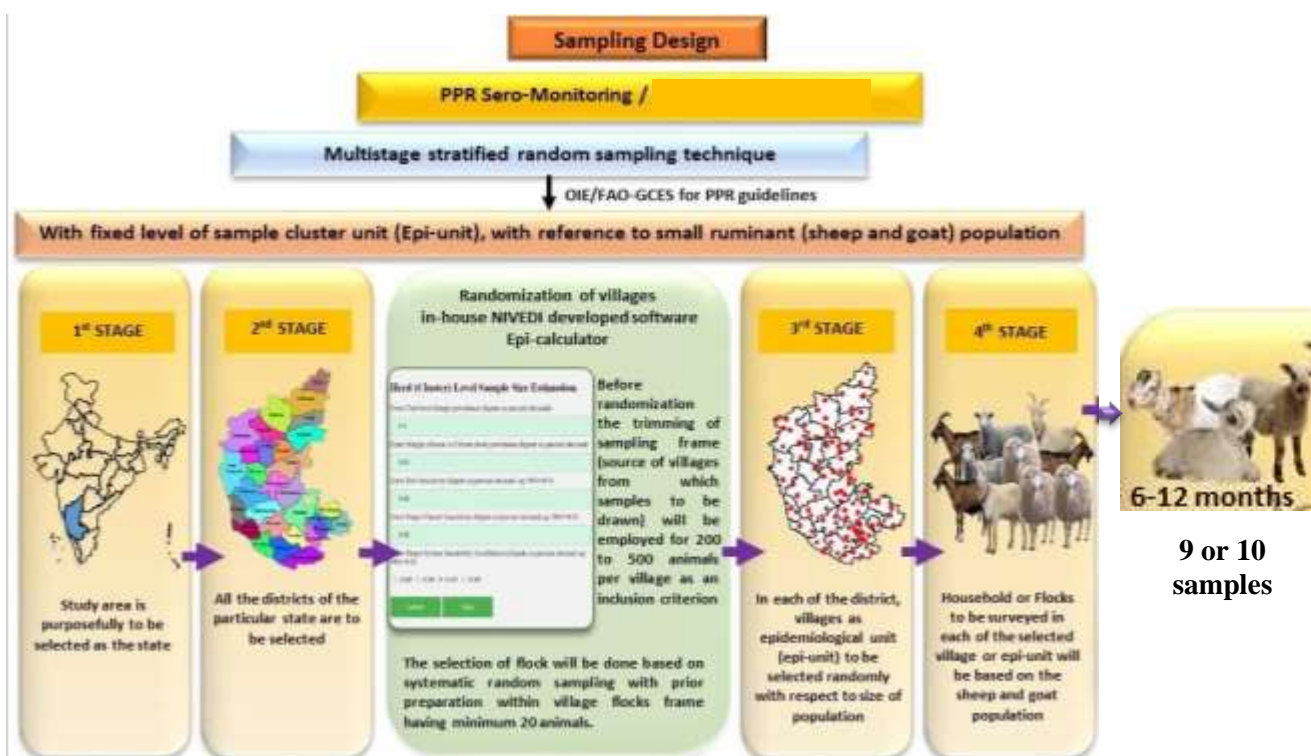 Sampling Design
PPR Sero-Monitoring /
Multistage stratified random sampling technique
OIE/FAO-GCES for PPR guidelines
With fixed level of sample cluster unit (Epi-unit), with reference to small ruminant (sheep and goat) population
1st STAGE
Study area is
purposefully to be
selected as the state
2nd STAGE
All the districts of the
particular state are to
be selected
Randomization of villages
in-house NIVEDI developed software
Epi-calculator
Herd (Cluster) Level Sample Size Estimation
Before
randomization
the trimming of
sampling frame
(source of villages
from which
samples to be
drawn) will be
employed for 200
to 500 animals
per village as an
inclusion criterion
The selection of flock will be done based on
systematic random sampling with prior
preparation within village flocks frame
having minimum 20 animals.
3rd STAGE
In each of the district,
villages as
epidemiological unit
(epi-unit) to be
selected randomly
with respect to size of
population
4th STAGE
Household or Flocks
to be surveyed in
each of the selected
village or epi-unit will
be based on the
sheep and goat
population
6-12 months
9 or 10
samples